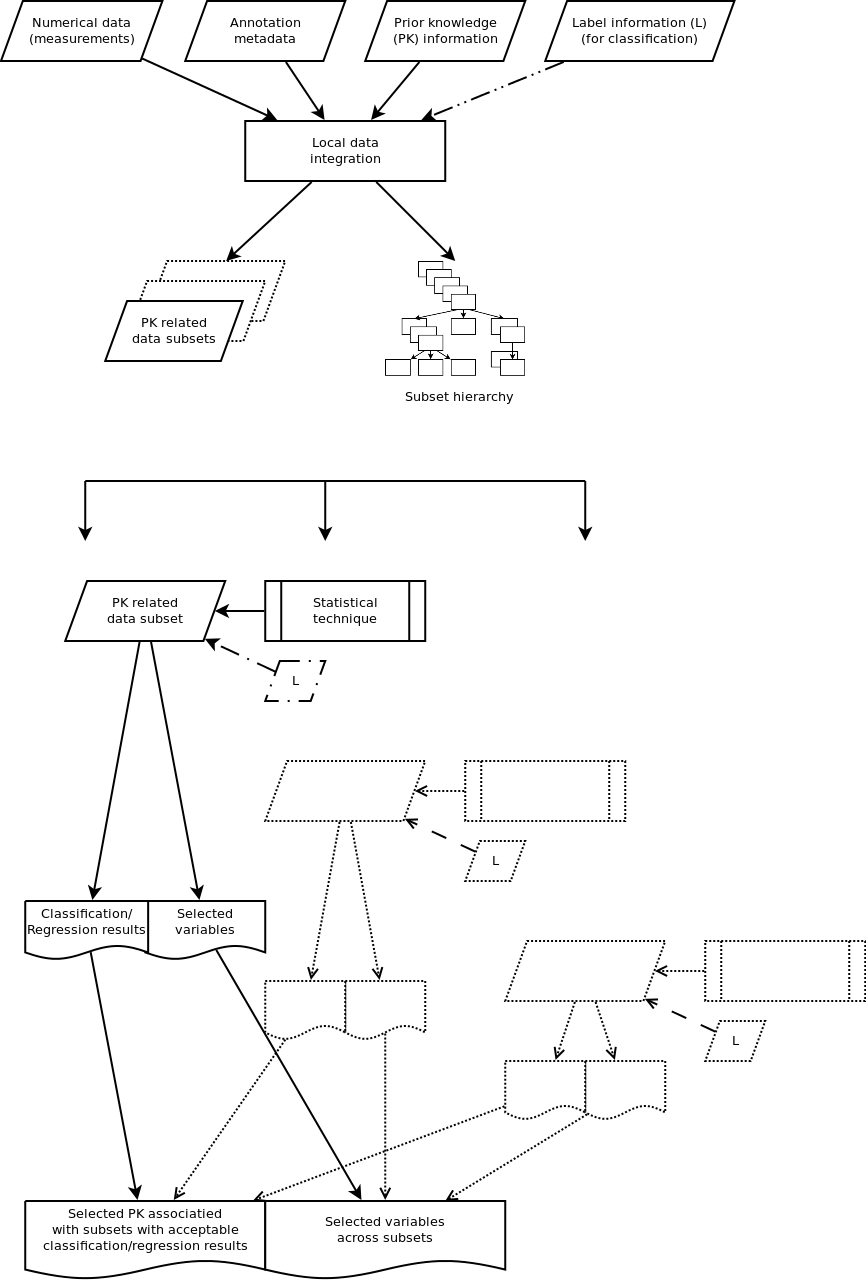 Numerical data
(measurements)
Annotation
metadata
Prior knowledge
(PK) information
Label information (L)
(for classification)
Local data
integration
PK related
data subsets
Subset hierarchy
PK related
data subset
Statistical
technique
L
L
Classification/
Regression results
Selected
variables
L
Selected PK associatied
with subsets with acceptable
classification/regression results
Selected variables
across subsets